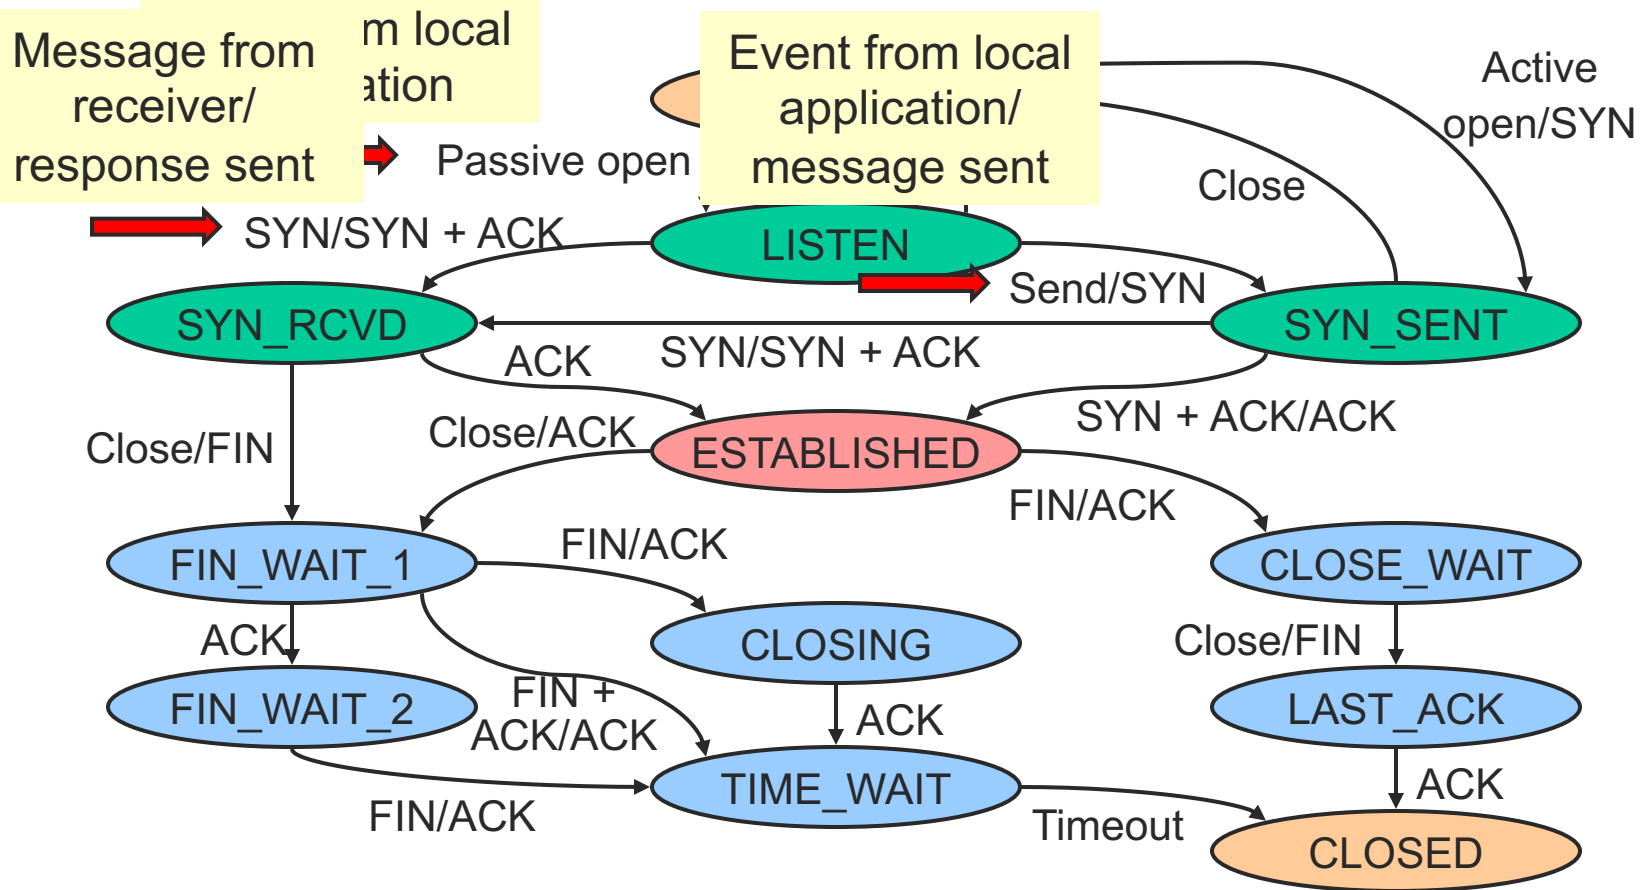 Message from
receiver/
response sent
m local
ation
Event from local
application/
message sent
Active
open/SYN
Passive open
Close
SYN/SYN + ACK
LISTEN
Send/SYN
SYN_RCVD
SYN_SENT
SYN/SYN + ACK
ACK
SYN + ACK/ACK
Close/FIN
Close/ACK
ESTABLISHED
FIN/ACK
FIN_WAIT_1
FIN/ACK
CLOSE_WAIT
ACK
CLOSING
Close/FIN
FIN_WAIT_2
FIN +
ACK/ACK
ACK
LAST_ACK
FIN/ACK
TIME_WAIT
Timeout
ACK
CLOSED